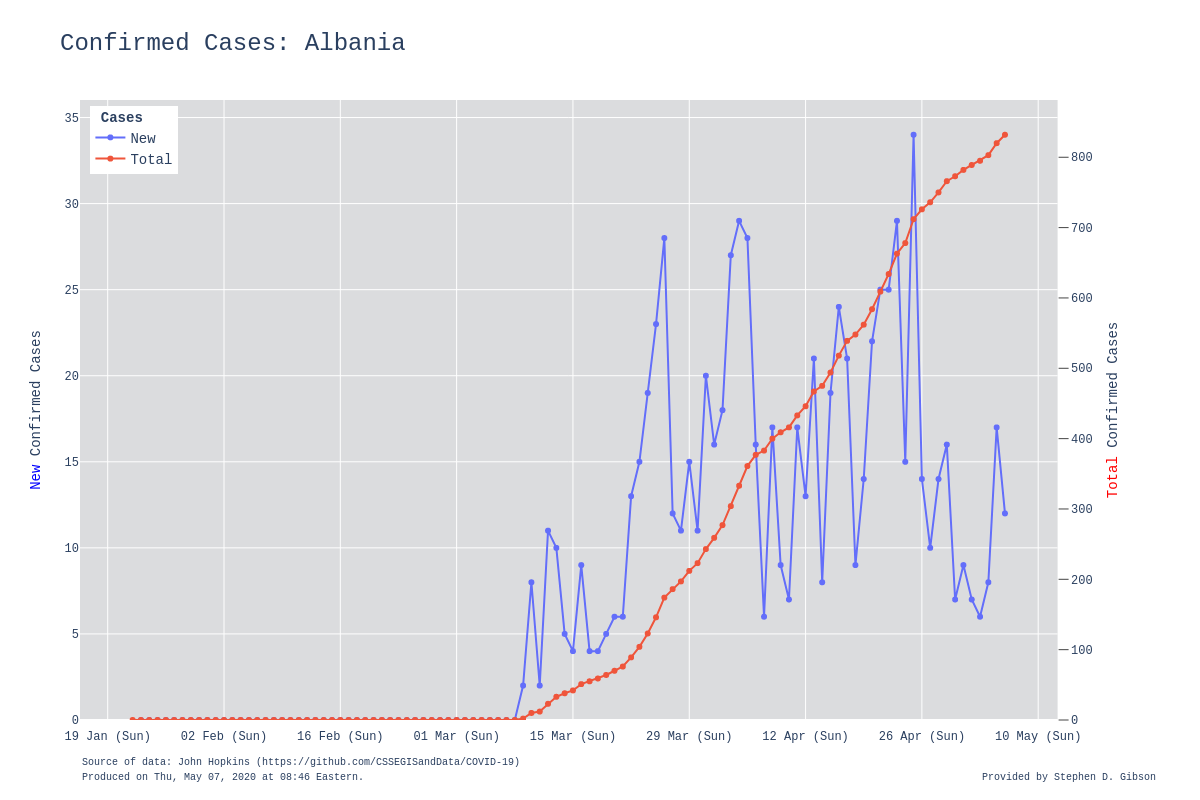 Confirmed Cases: Albania
Cases
New
Total
35
30
25
20
15
10
5
0
New Confirmed Cases
800
700
600
500
400
300
200
100
0
Total Confirmed Cases
19 Jan (Sun) 02 Feb (Sun) 16 Feb (Sun) 01 Mar (Sun) 15 Mar (Sun) 29 Mar (Sun) 12 Apr (Sun) 26 Apr (Sun) 10 May (Sun)
Source of data: John Hopkins (https://github.com/CSSEGISandData/COVID-19)
Produced on Thu, May 07, 2020 at 08:46 Eastern.
Provided by Stephen D. Gibson